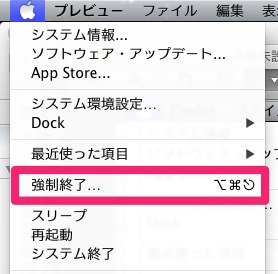 プレビュー ファイル 編集
システム情報...
ソフトウェア・アップデート...
App Store...
システム環境設定...
Dock
最近使った項目
強制終了... ⌥⌘⎋
スリープ
再起動
システム終了